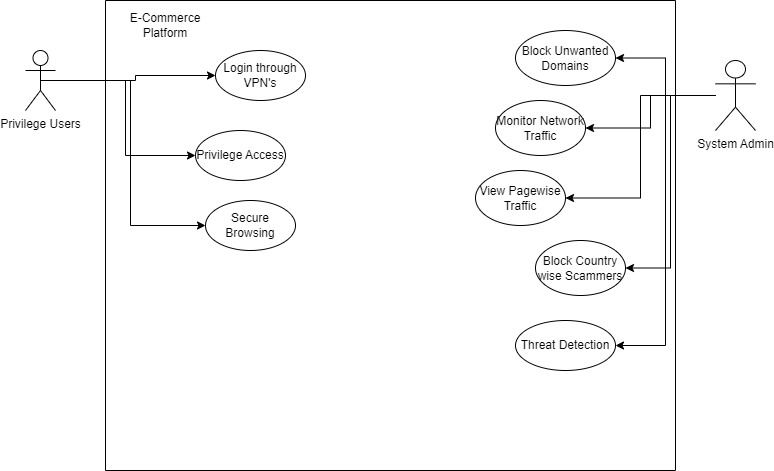 E-Commerce
Platform
Login through
VPN's
Privilege Users
Privilege Access
Secure
Browsing
Block Unwanted
Domains
Monitor Network
Traffic
System Admin
View Pagewise
Traffic
Block Country
wise Scammers
Threat Detection